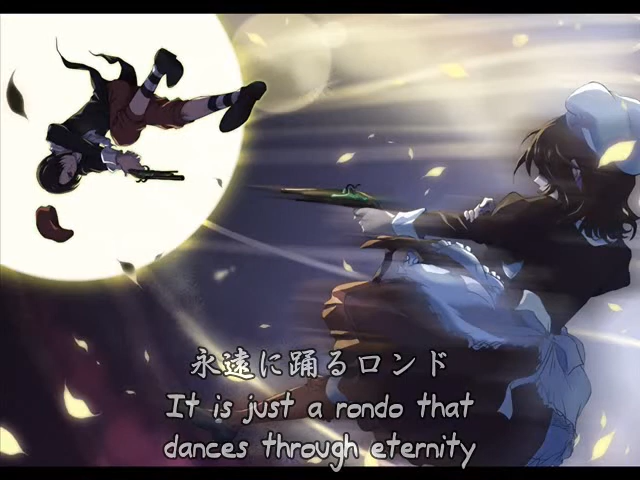 永遠に踊るロンド
It is just a rondo that
dances through eternity